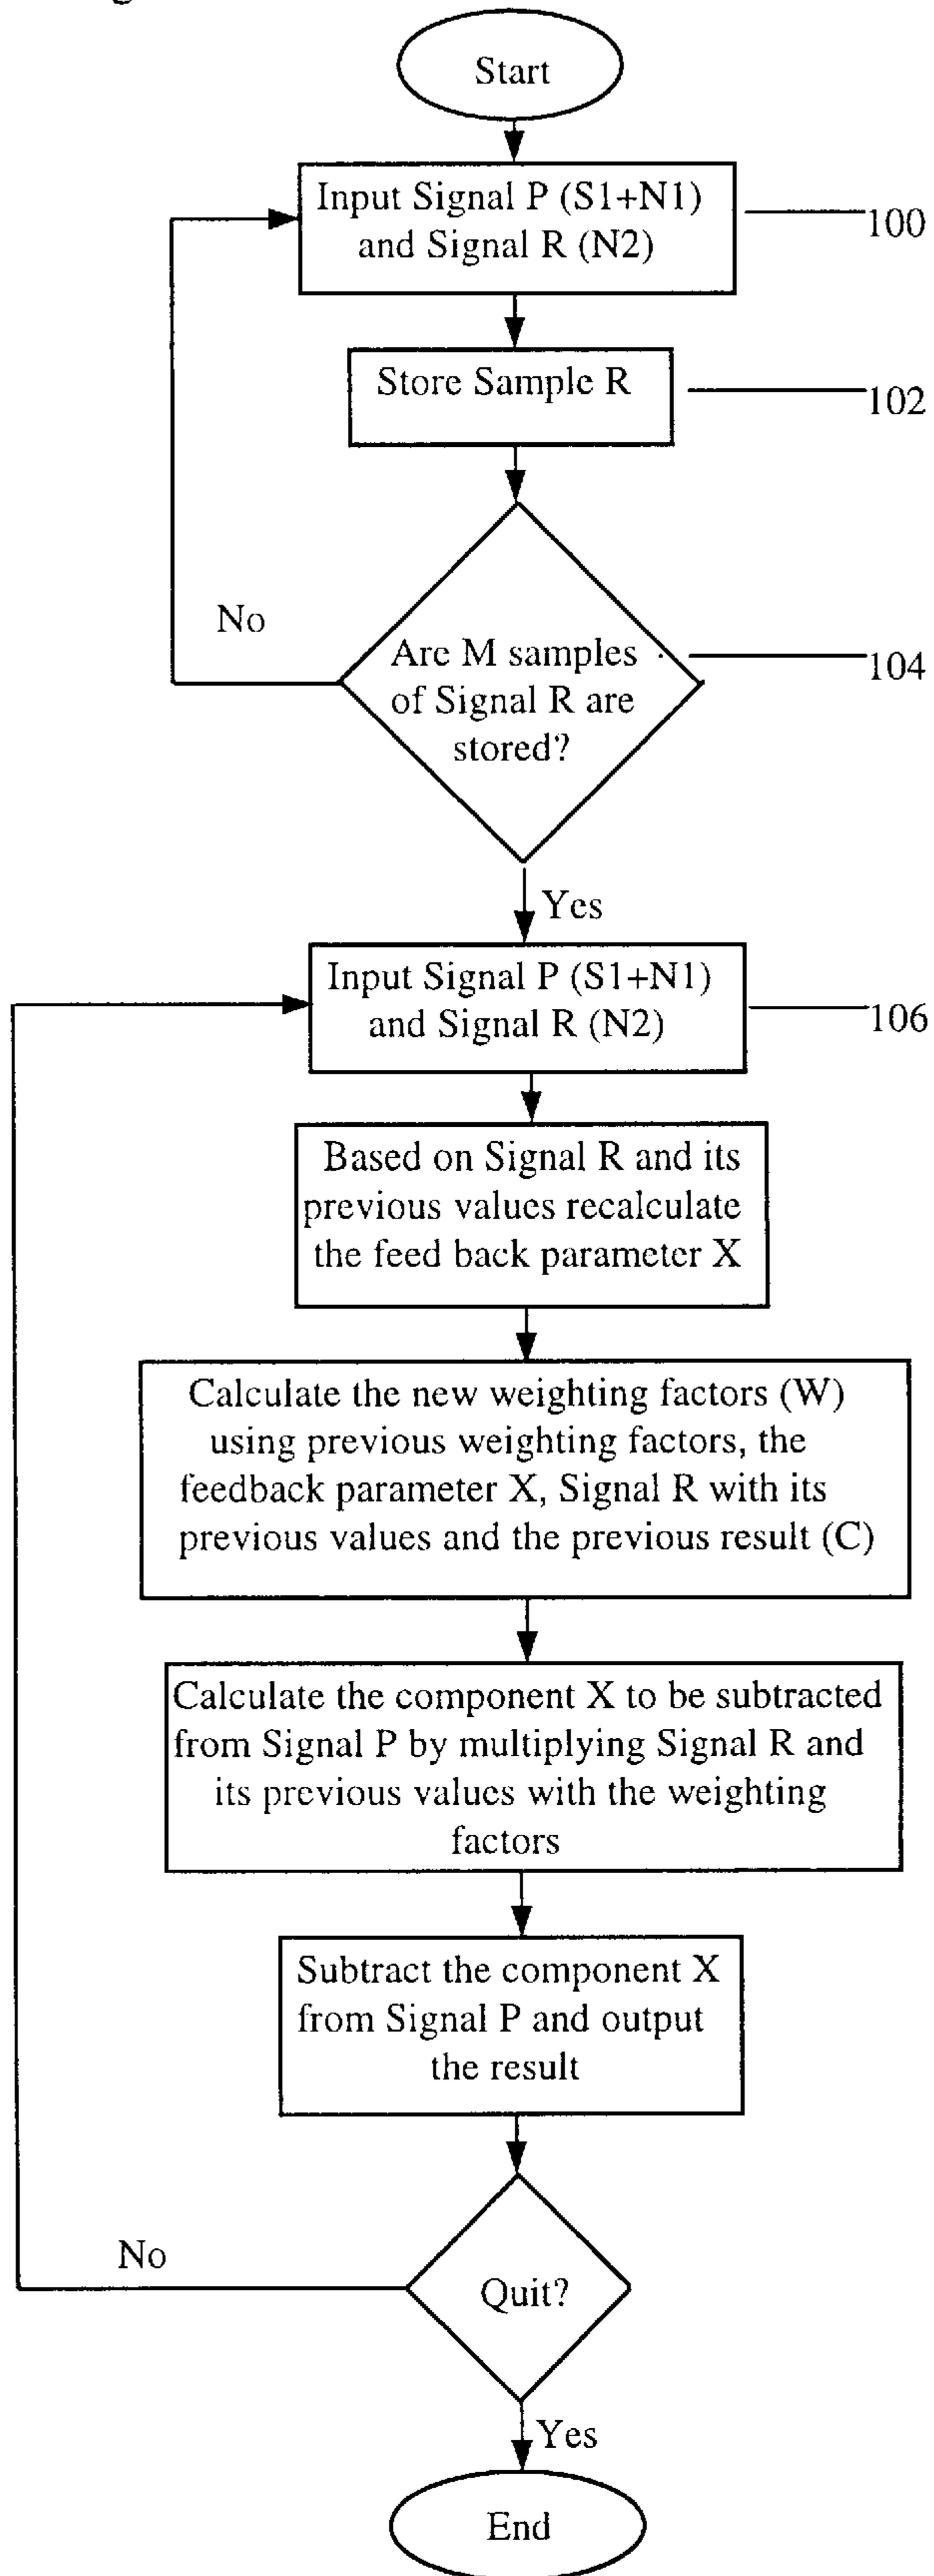 Start
Input Signal P (S1+N1)
and Signal R (N2)
100
Store Sample R
102
No
Are M samples
of Signal R are
stored?
104
Yes
Input Signal P (S1+N1)
and Signal R (N2)
106
Based on Signal R and its
previous values recalculate
the feed back parameter X
Calculate the new weighting factors (W)
using previous weighting factors, the
feedback parameter X, Signal R with its
previous values and the previous result (C)
Calculate the component X to be subtracted
from Signal P by multiplying Signal R and
its previous values with the weighting
factors
Subtract the component X
from Signal P and output
the result
No
Quit?
Yes
End